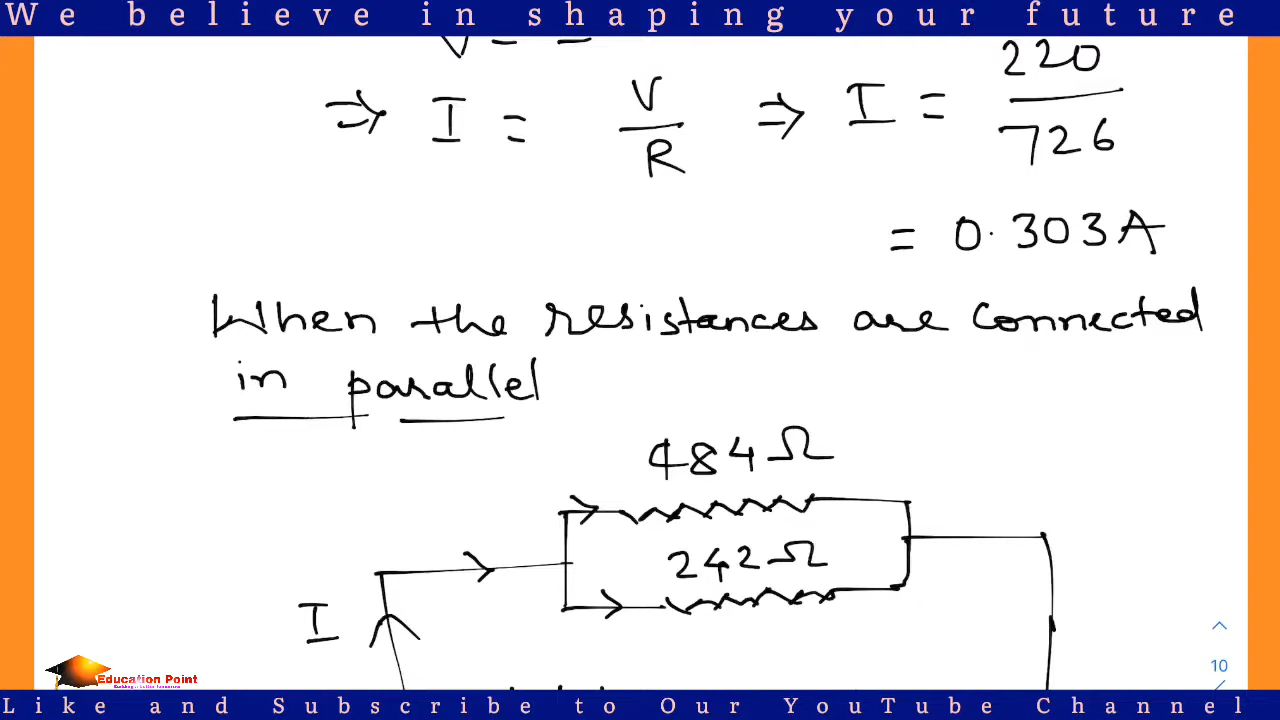 We believe in shaping your future
V =
⇒ I = V/R ⇒ I = 220/726
= 0.303A
When the resistances are connected
in parallel
484Ω
242Ω
I
10
Education Point
Like and Subscribe to Our YouTube Channel